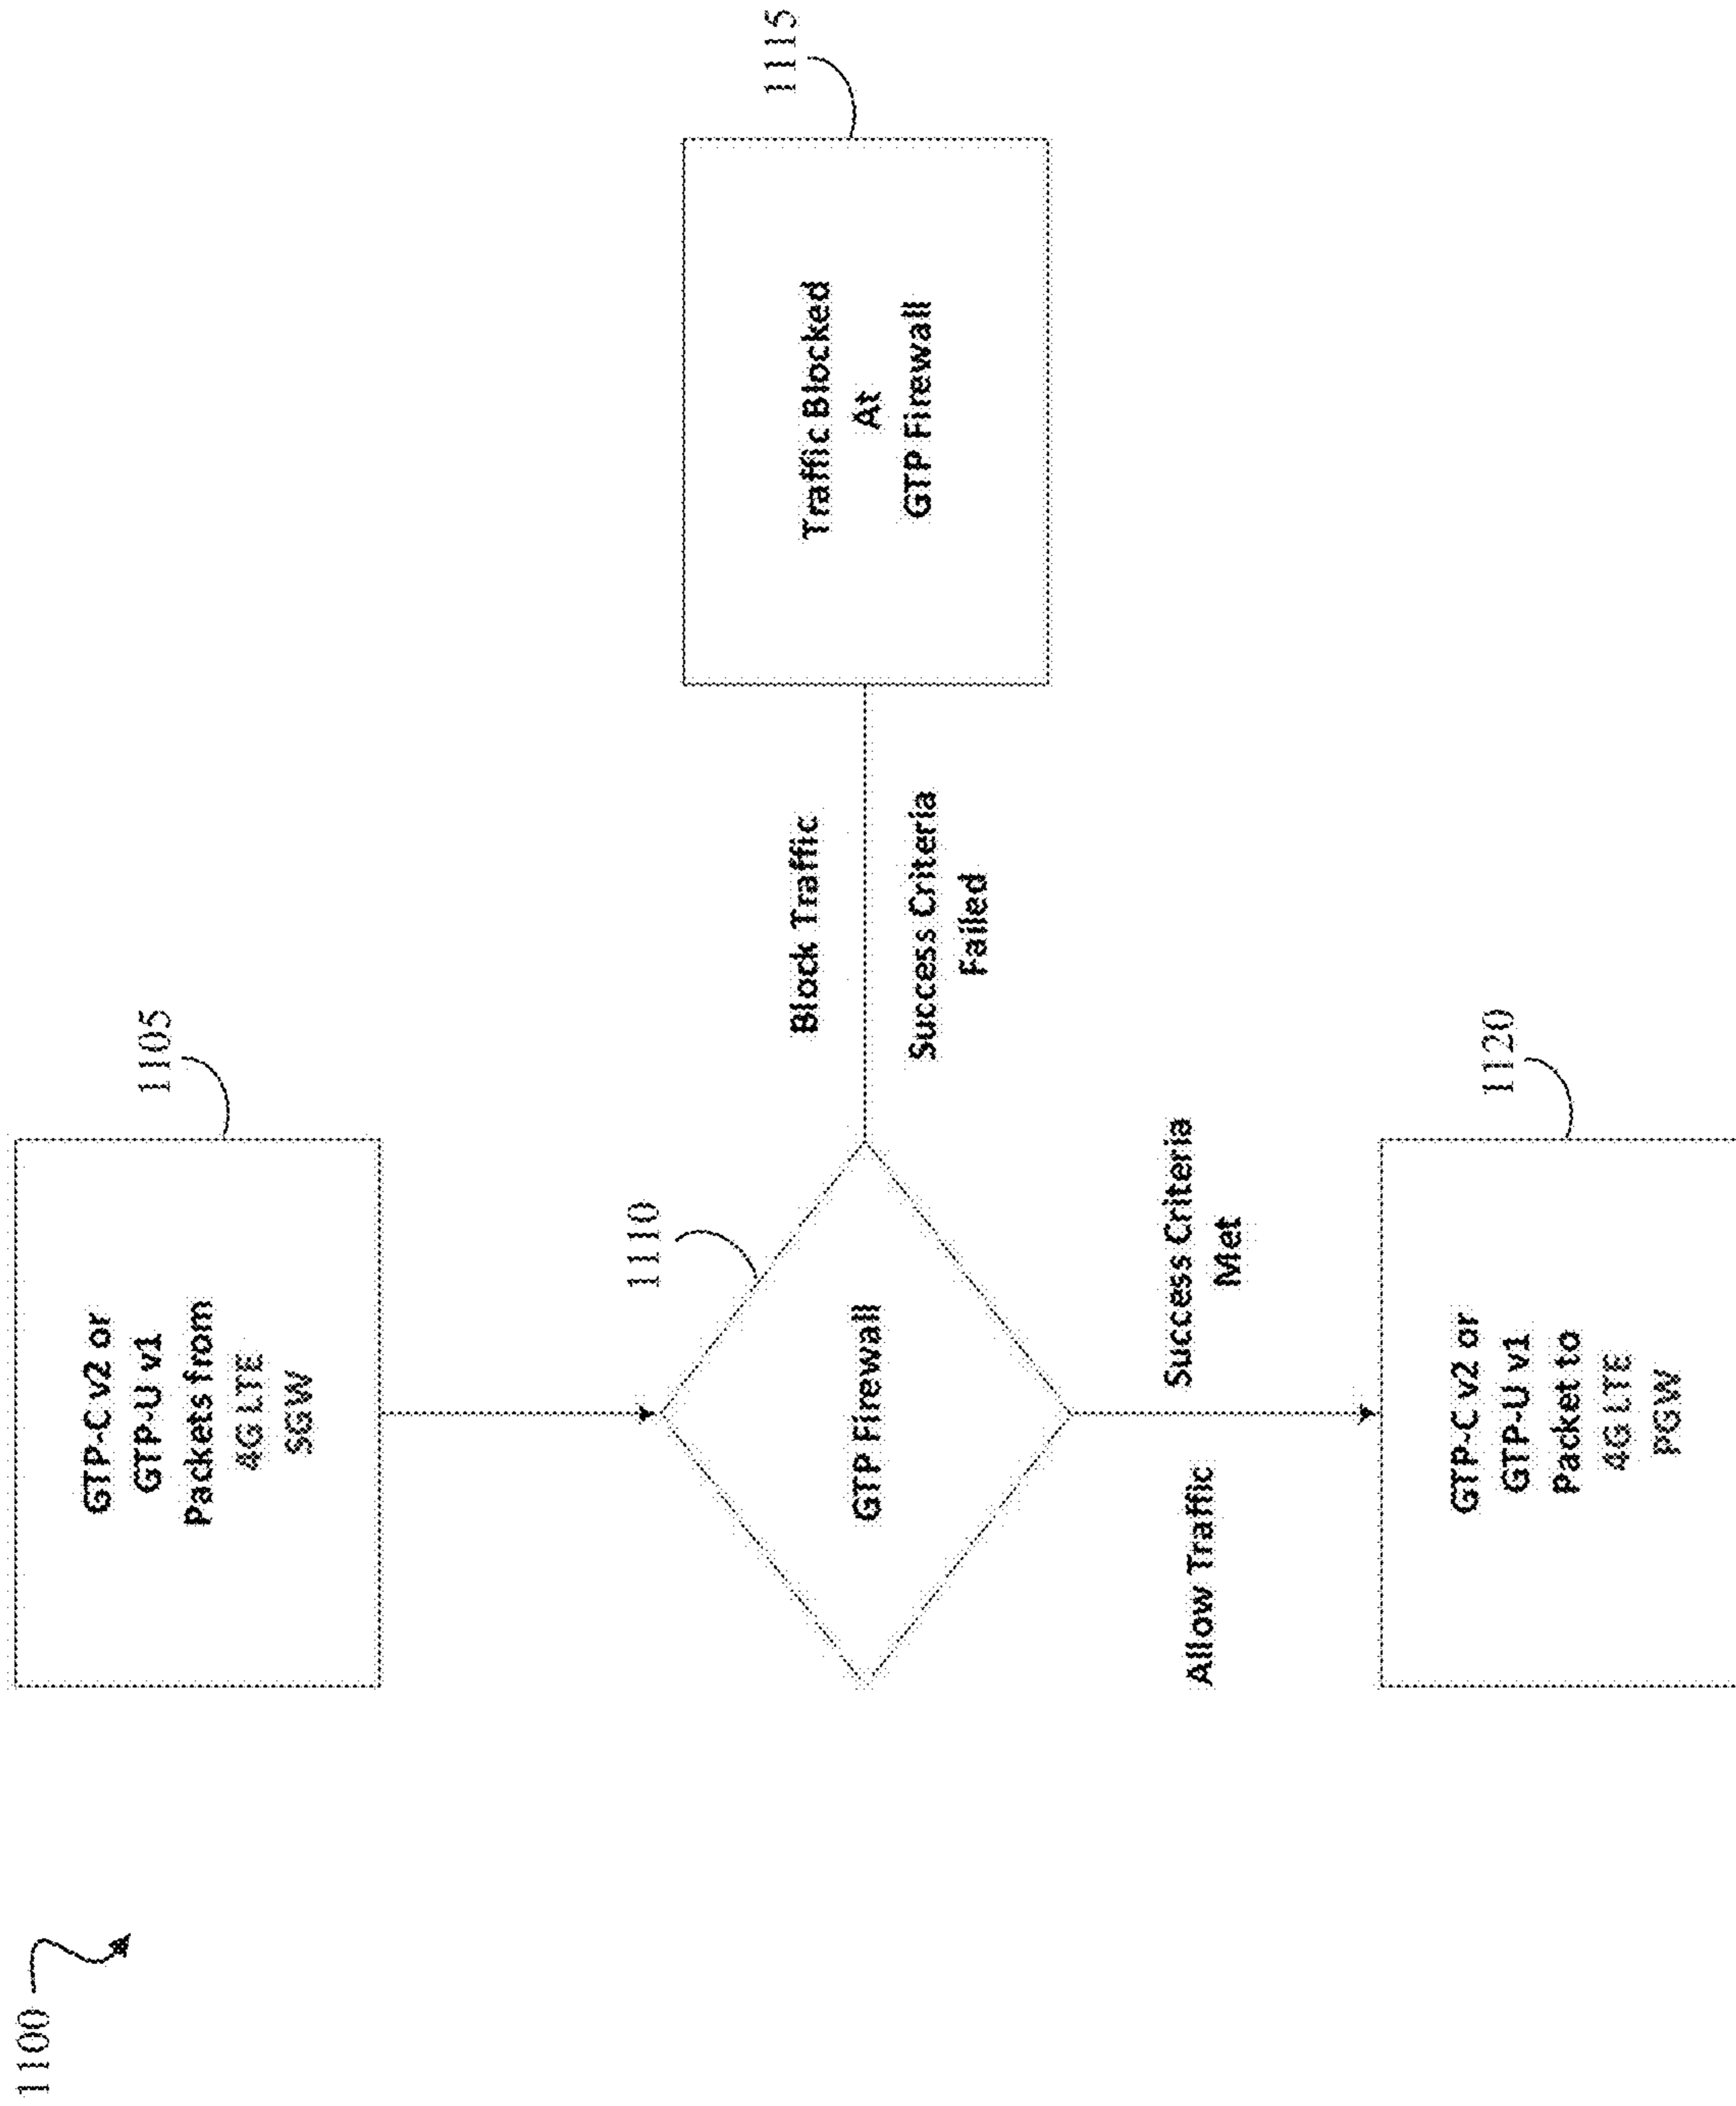 1100
GTP-C v2 or
GTP-U v1
Packets from
4G LTE
SGW
1105
GTP Firewall
1110
Block Traffic
Success Criteria
Failed
Traffic Blocked
At
GTP Firewall
1115
Allow Traffic
Success Criteria
Met
GTP-C v2 or
GTP-U v1
Packet to
4G LTE
PGW
1120